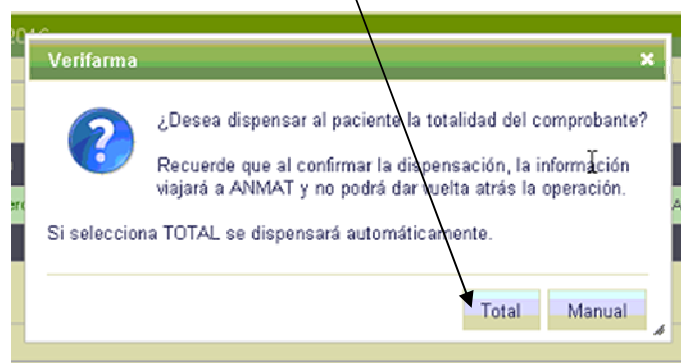 Verifarma
¿Desea dispensar al paciente la totalidad del comprobante?
Recuerde que al confirmar la dispensación, la información
viajará a ANMAT y no podrá dar vuelta atrás la operación.
Si selecciona TOTAL se dispensará automáticamente.
Total Manual